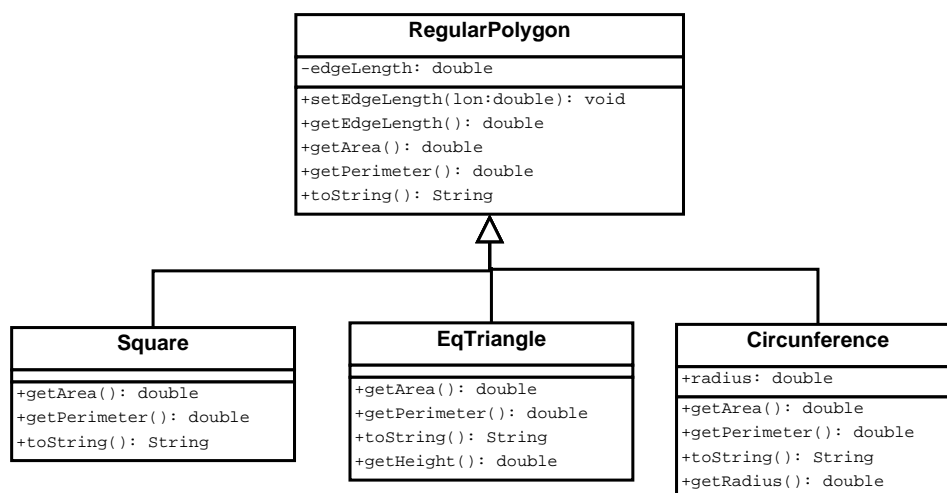 RegularPolygon
-edgeLength: double
+setEdgeLength(lon:double): void
+getEdgeLength(): double
+getArea(): double
+getPerimeter(): double
+toString(): String
Square
+getArea(): double
+getPerimeter(): double
+toString(): String
EqTriangle
+getArea(): double
+getPerimeter(): double
+toString(): String
+getHeight(): double
Circunference
+radius: double
+getArea(): double
+getPerimeter(): double
+toString(): String
+getRadius(): double